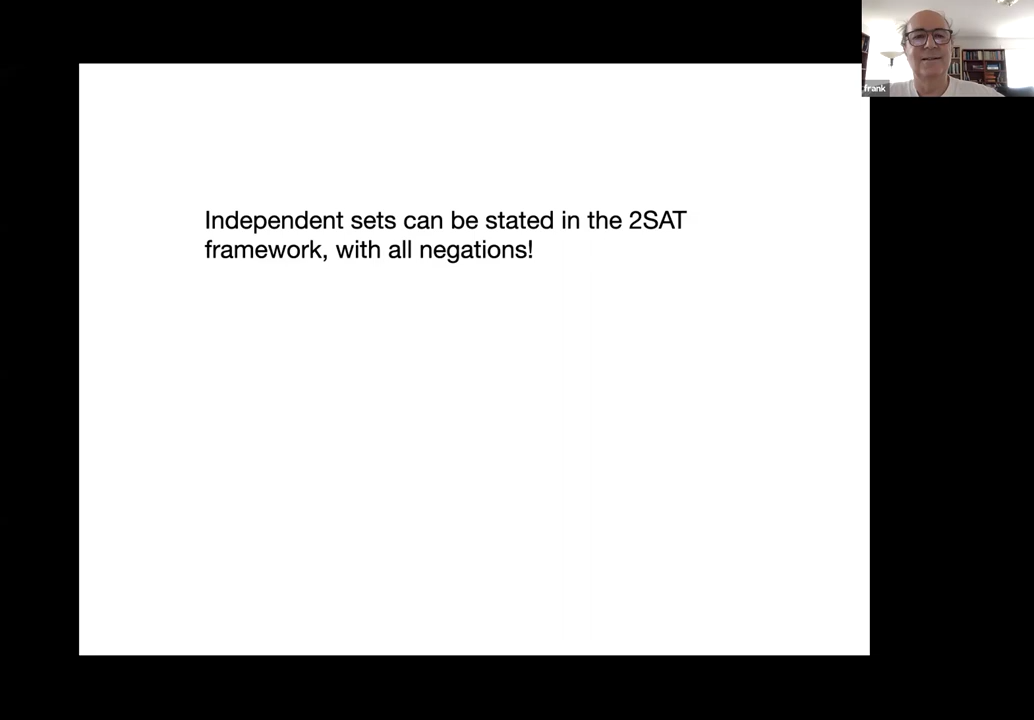 frank
Independent sets can be stated in the 2SAT
framework, with all negations!